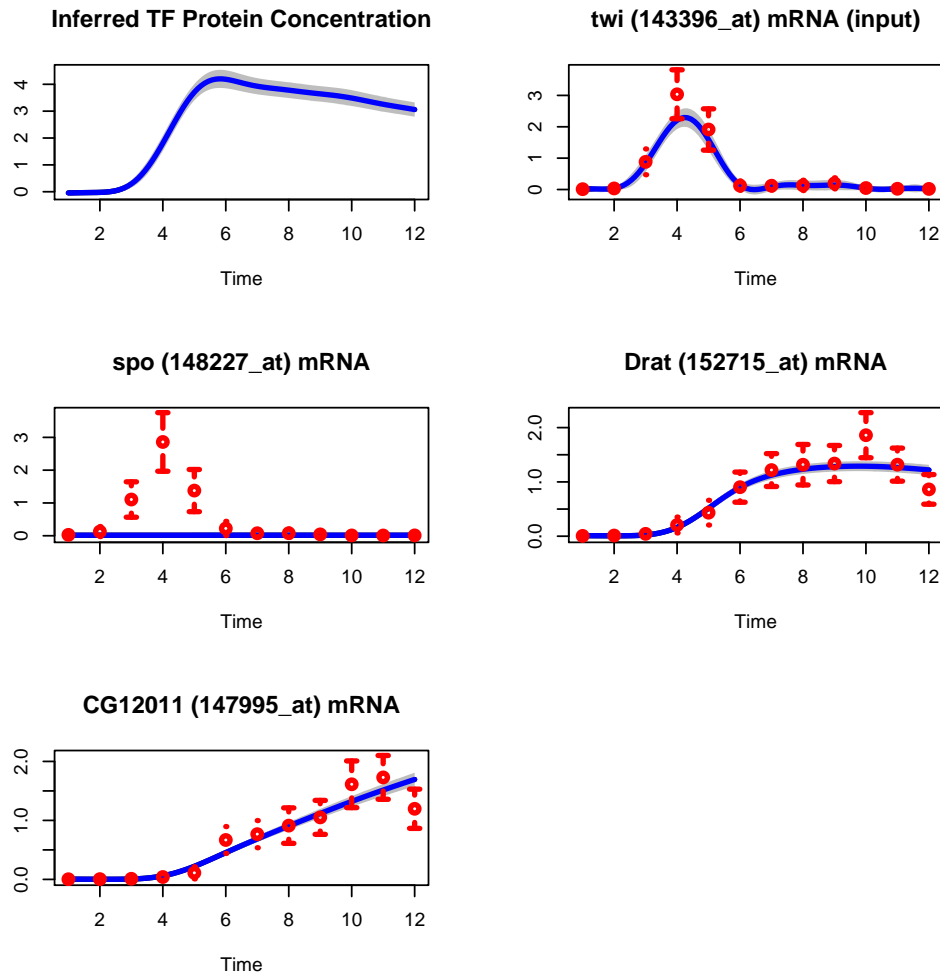 Inferred TF Protein Concentration
0 1 2 3 4
2 4 6 8 10 12
Time
twi (143396_at) mRNA (input)
0 1 2 3
2 4 6 8 10 12
Time
spo (148227_at) mRNA
0 1 2 3
2 4 6 8 10 12
Time
Drat (152715_at) mRNA
0.0 1.0 2.0
2 4 6 8 10 12
Time
CG12011 (147995_at) mRNA
0.0 1.0 2.0
2 4 6 8 10 12
Time